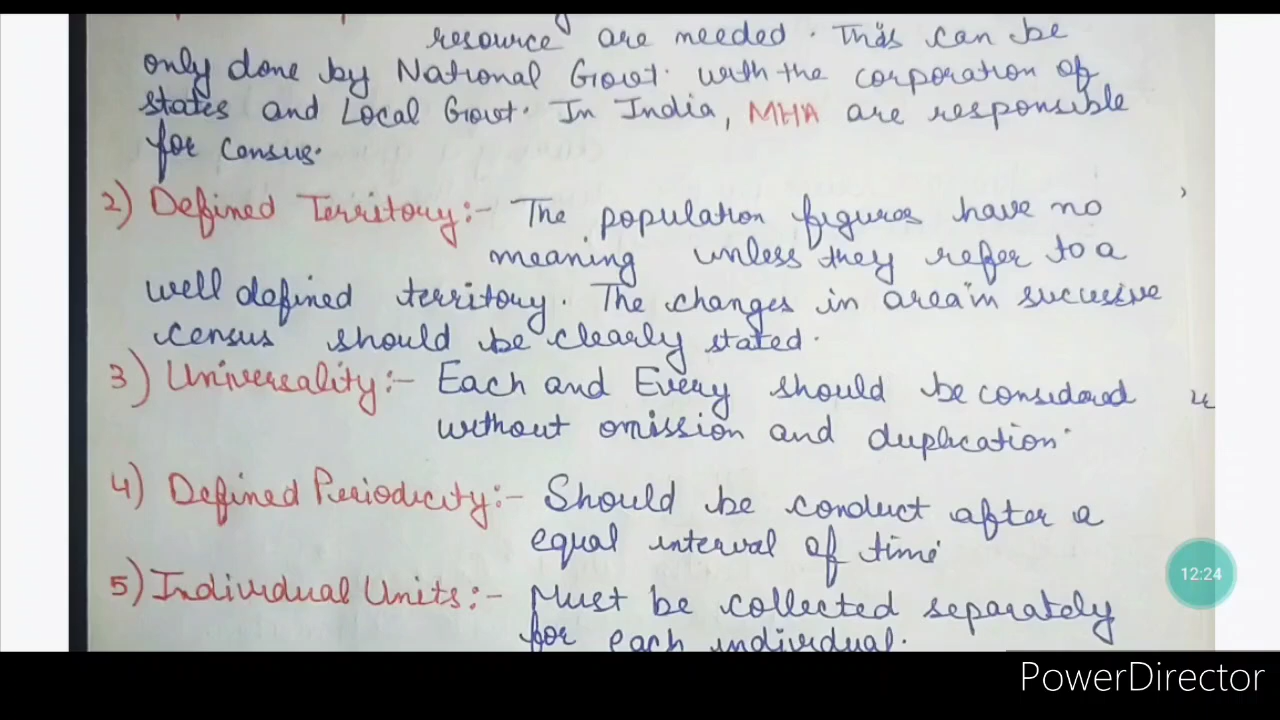 resource are needed. This can be
only done by National Govt. with the corporation of
states and Local Govt. In India, MHA are responsible
for census.
2) Defined Territory:- The population figures have no
meaning unless they refer to a
well defined territory. The changes in area in succesive
census should be clearly stated.
3) Universality:- Each and Every should be considered
without omission and duplication.
4) Defined Periodicity:- Should be conduct after a
equal interval of time
5) Individual Units:- Must be collected separately
for each individual.
12:24
PowerDirector